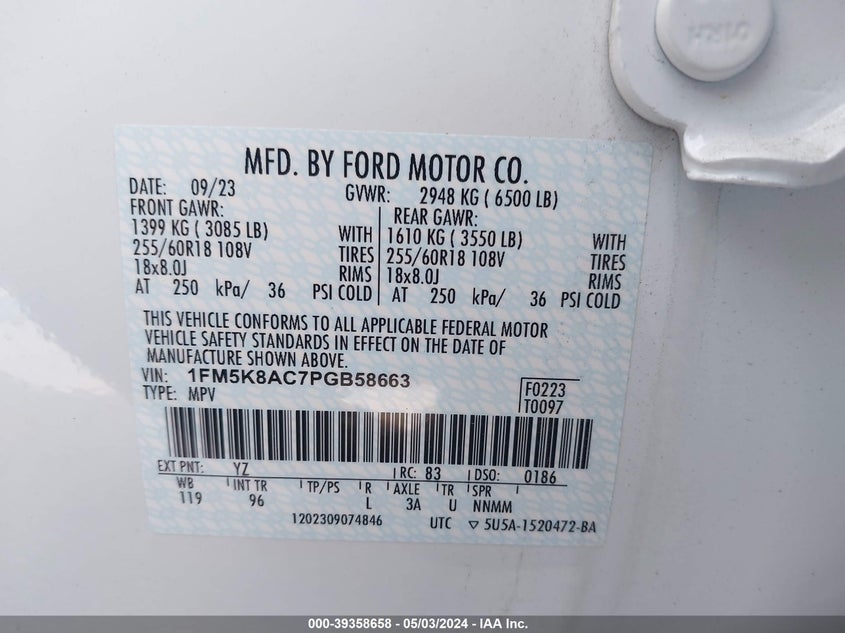 01RH
MFD. BY FORD MOTOR CO.
DATE: 09/23 GVWR: 2948 KG ( 6500 LB)
FRONT GAWR: REAR GAWR:
1399 KG ( 3085 LB) WITH 1610 KG ( 3550 LB) WITH
255/60R18 108V TIRES 255/60R18 108V TIRES
18x8.0J RIMS 18x8.0J RIMS
AT 250 kPa/ 36 PSI COLD AT 250 kPa/ 36 PSI COLD
THIS VEHICLE CONFORMS TO ALL APPLICABLE FEDERAL MOTOR
VEHICLE SAFETY STANDARDS IN EFFECT ON THE DATE OF
MANUFACTURE SHOWN ABOVE.
VIN: 1FM5K8AC7PGB58663 F0223
TYPE: MPV T0097
EXT PNT: YZ RC: 83 DSO: 0186
WB INT TR TP/PS R AXLE TR SPR
119 96 L 3A U NNMM
1202309074846 UTC ▽ 5U5A-1520472-BA
000-39358658 - 05/03/2024 - IAA Inc.